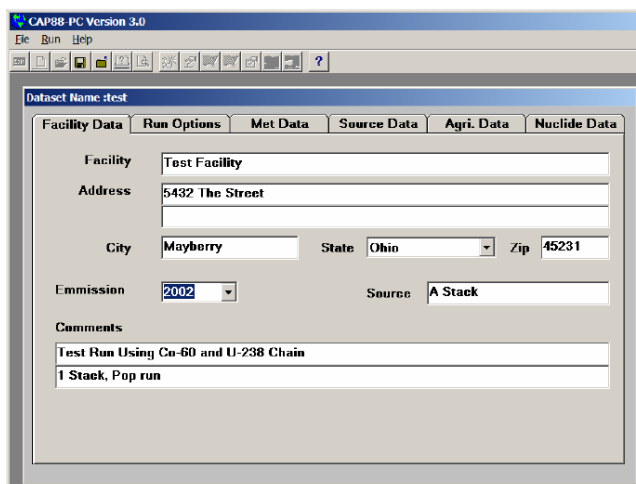 CAP88-PC Version 3.0
File Run Help
?
Dataset Name :test
Facility Data Run Options Met Data Source Data Agri. Data Nuclide Data
Facility Test Facility
Address 5432 The Street
City Mayberry State Ohio Zip 45231
Emmission 2002 Source A Stack
Comments
Test Run Using Co-60 and U-238 Chain
1 Stack, Pop run